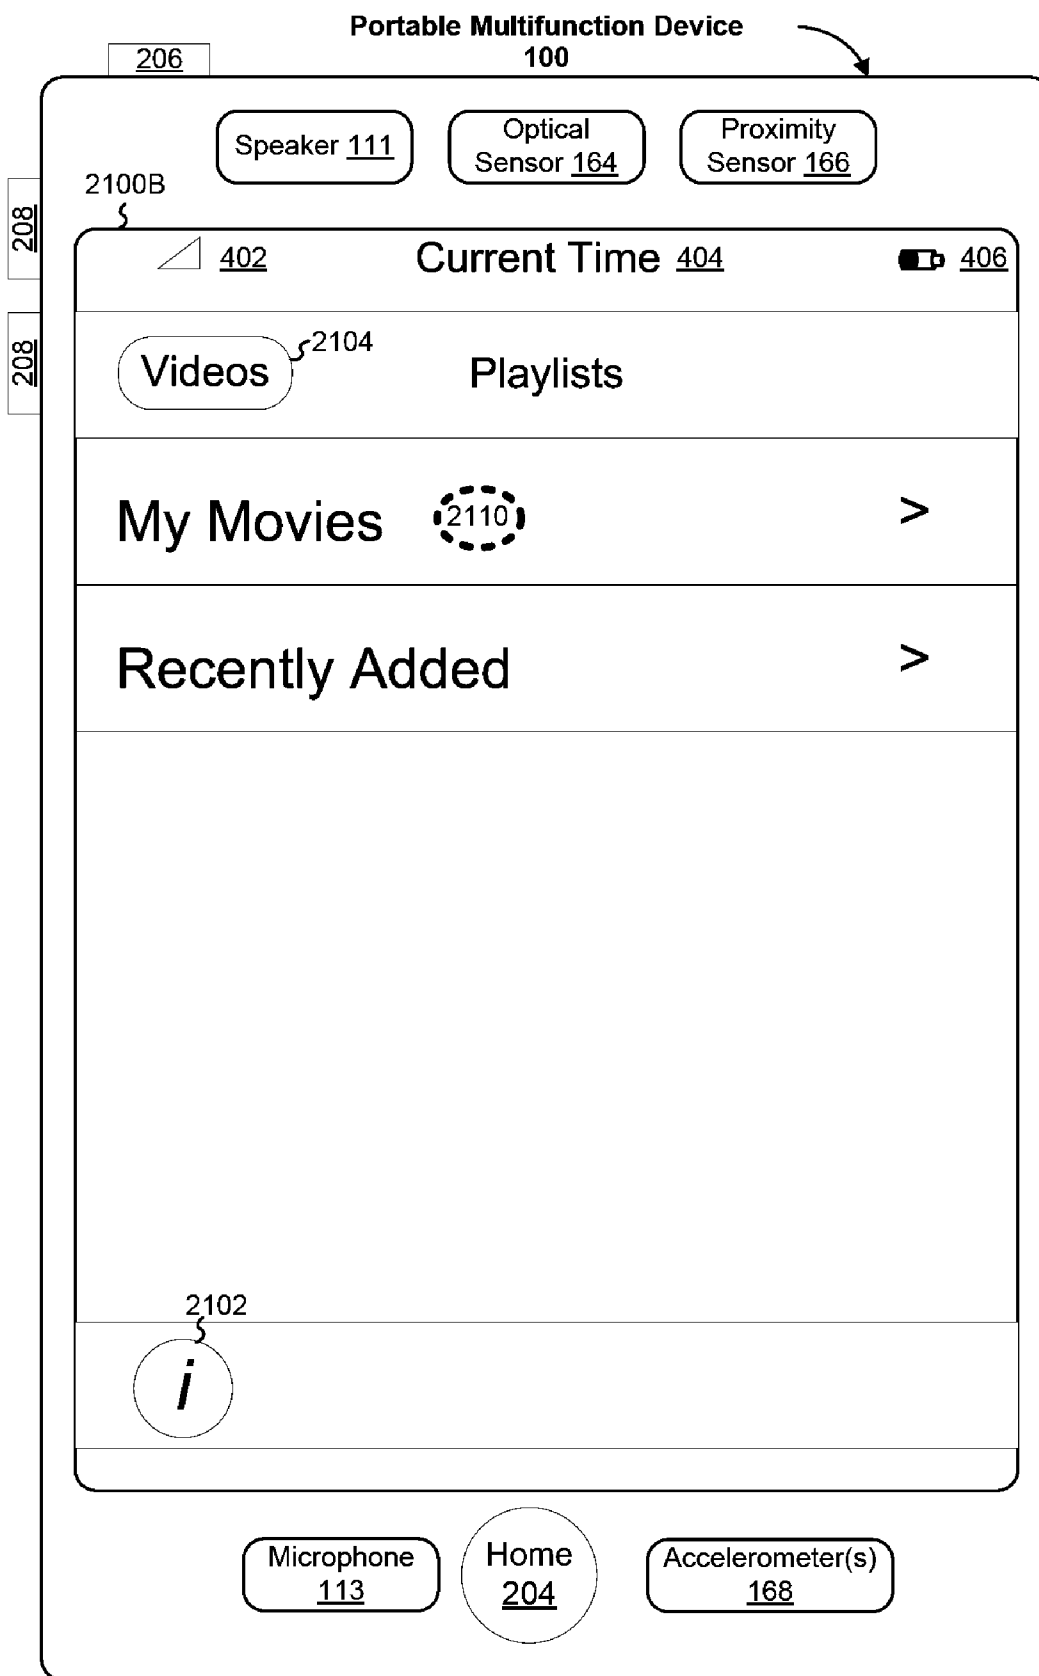 Portable Multifunction Device
100
206
Speaker 111
Optical
Sensor 164
Proximity
Sensor 166
2100B
208
402
Current Time 404
406
208
Videos
2104
Playlists
My Movies
2110
>
Recently Added
>
2102
i
Microphone
113
Home
204
Accelerometer(s)
168